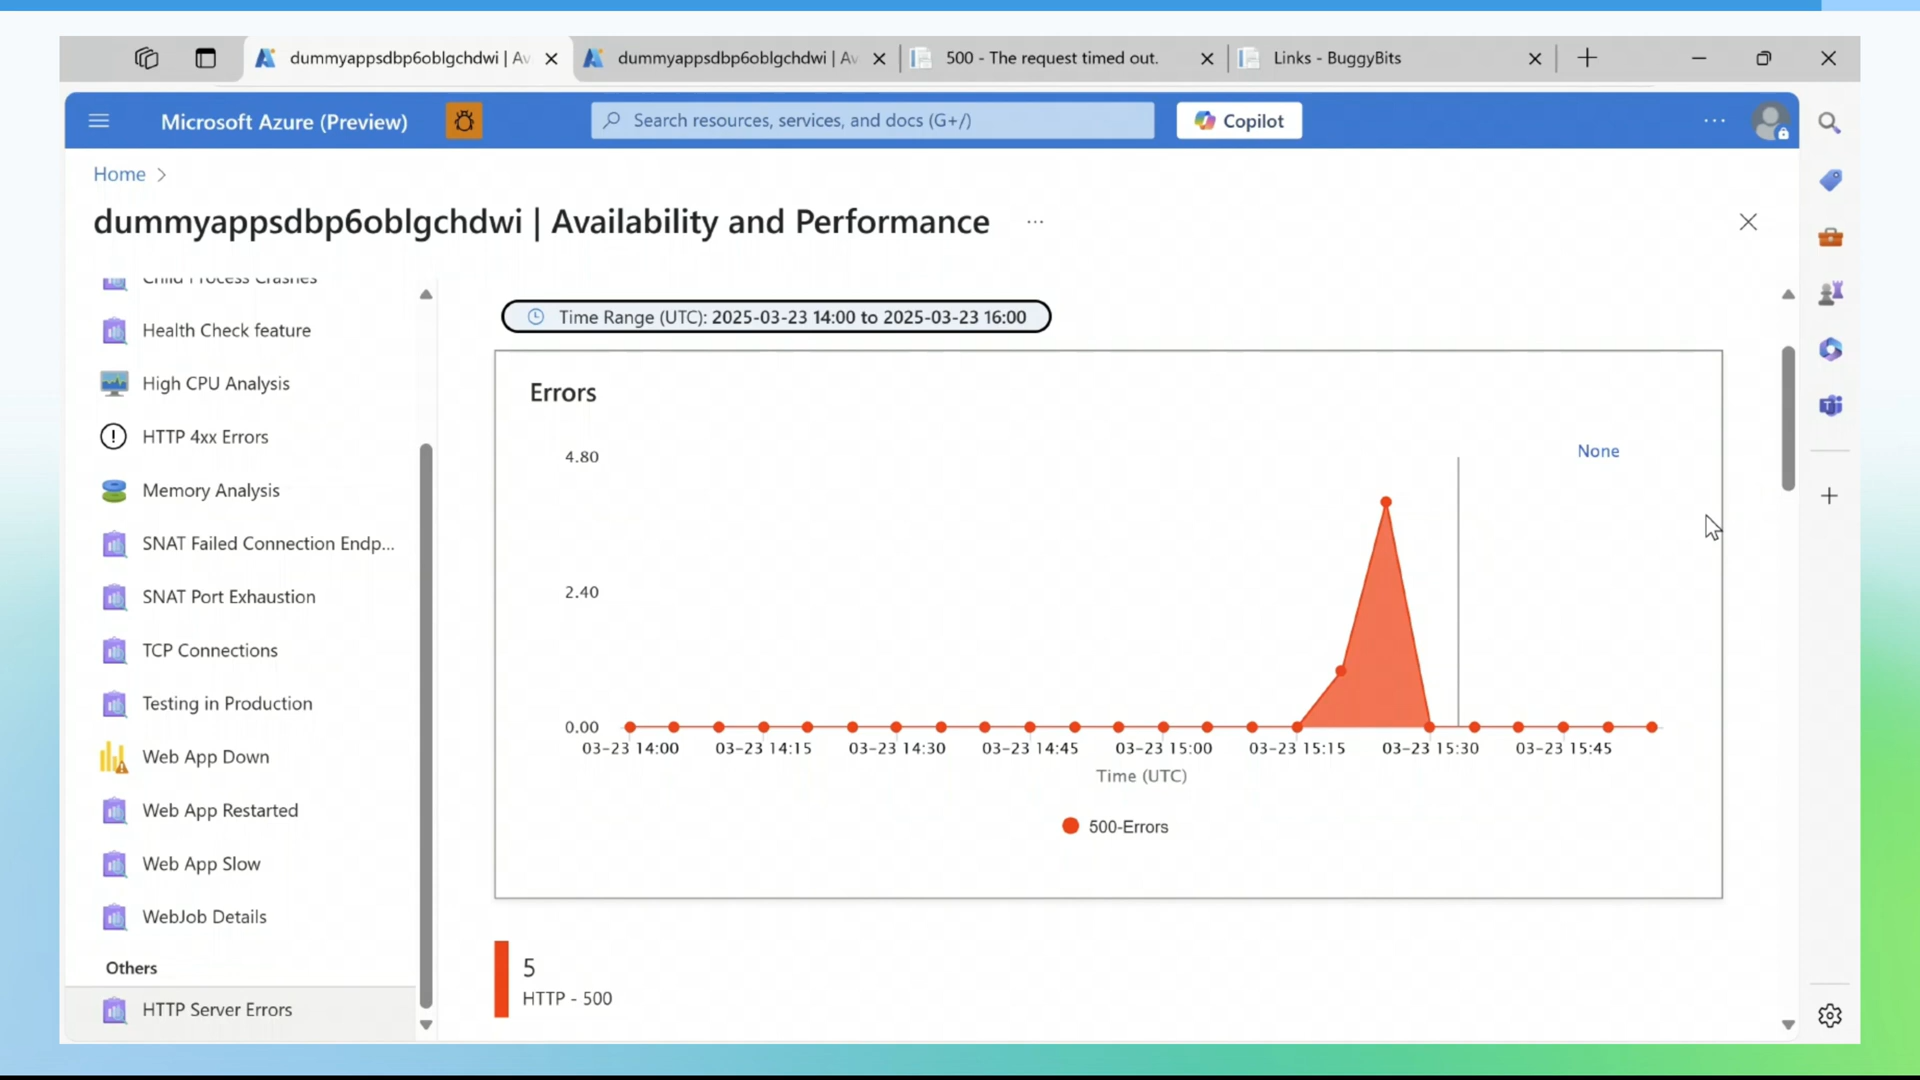 dummyappsdbp6oblgchdwi | Av
dummyappsdbp6oblgchdwi | Av
500 - The request timed out.
Links - BuggyBits
Microsoft Azure (Preview)
Search resources, services, and docs (G+/)
Copilot
Home
dummyappsdbp6oblgchdwi | Availability and Performance
Child Process Crashes
Health Check feature
High CPU Analysis
HTTP 4xx Errors
Memory Analysis
SNAT Failed Connection Endp...
SNAT Port Exhaustion
TCP Connections
Testing in Production
Web App Down
Web App Restarted
Web App Slow
WebJob Details
Others
HTTP Server Errors
Time Range (UTC): 2025-03-23 14:00 to 2025-03-23 16:00
Errors
None
4.80
2.40
0.00
03-23 14:00 03-23 14:15 03-23 14:30 03-23 14:45 03-23 15:00 03-23 15:15 03-23 15:30 03-23 15:45
Time (UTC)
500-Errors
5
HTTP - 500